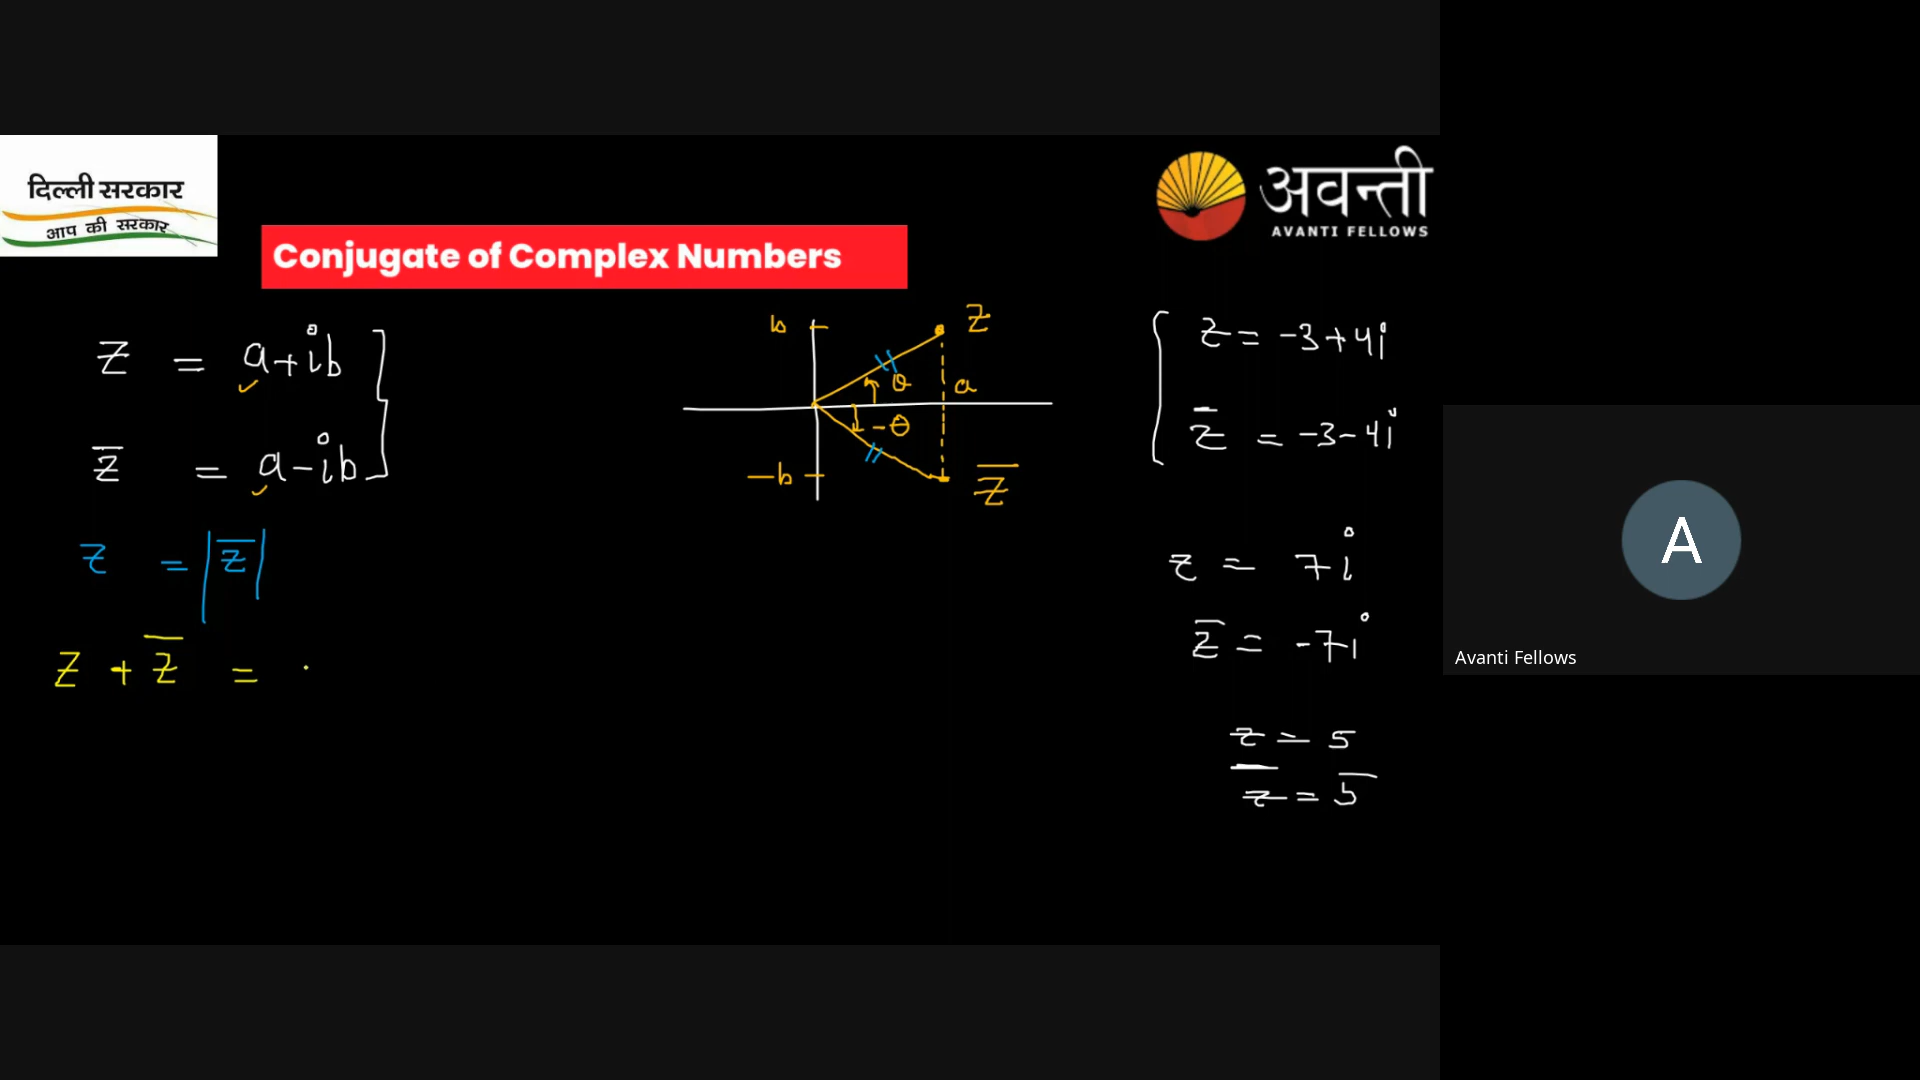 दिल्ली सरकार
आप की सरकार
अवन्ती
AVANTI FELLOWS
Conjugate of Complex Numbers
z = a+ib
z̅ = a-ib
z = |z̅|
z + z̅ =
b
z
θ
a
-θ
-b
z̅
z = -3+4i
z̅ = -3-4i
z = 7i
z̅ = -7i
z = 5
z̅ = 5̅
A
Avanti Fellows